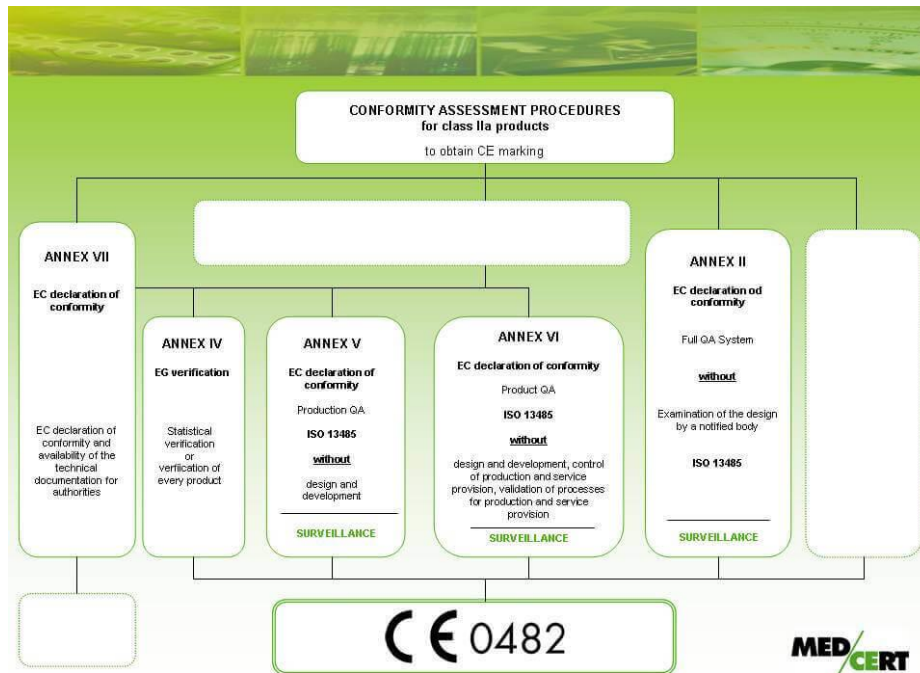 CONFORMITY ASSESSMENT PROCEDURES
for class IIa products
to obtain CE marking
ANNEX VII
EC declaration of
conformity
EC declaration of
conformity and
availability of the
technical
documentation for
authorities
ANNEX IV
EG verification
Statistical
verification
or
verfiication of
every product
ANNEX V
EC declaration of
conformity
Production QA
ISO 13485
without
design and
development
SURVEILLANCE
ANNEX VI
EC declaration of conformity
Product QA
ISO 13485
without
design and development, control
of production and service
provision, validation of processes
for production and service
provision
SURVEILLANCE
ANNEX II
EC declaration od
conformity
Full QA System
without
Examination of the design
by a notified body
ISO 13485
SURVEILLANCE
CE 0482
MED/CERT